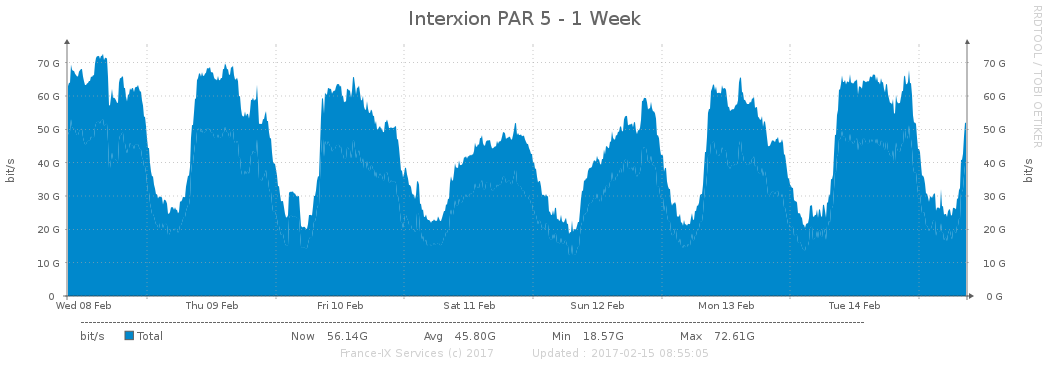 Interxion PAR 5 - 1 Week
RRDTOOL / TOBI OETIKER
bit/s
bit/s
70 G 70 G
60 G 60 G
50 G 50 G
40 G 40 G
30 G 30 G
20 G 20 G
10 G 10 G
0 0 G
Wed 08 Feb Thu 09 Feb Fri 10 Feb Sat 11 Feb Sun 12 Feb Mon 13 Feb Tue 14 Feb
bit/s Total Now 56.14G Avg 45.80G Min 18.57G Max 72.61G
France-IX Services (c) 2017 Updated : 2017-02-15 08:55:05